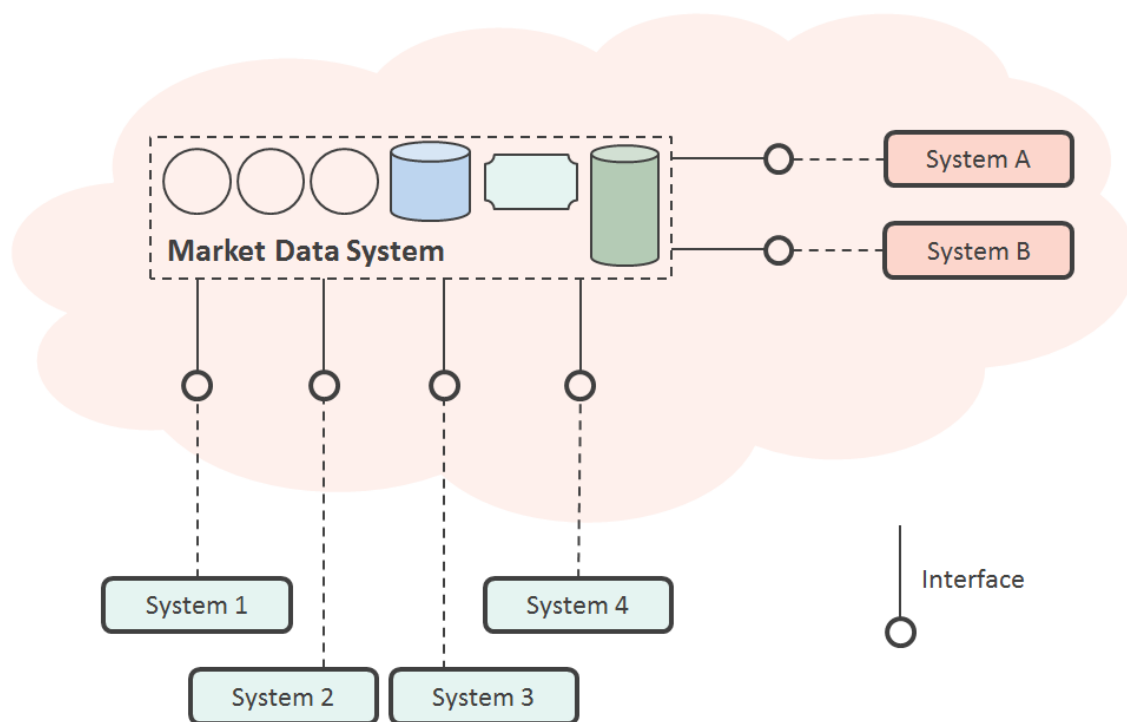 System A
Market Data System
System B
Interface
System 1
System 4
System 2
System 3